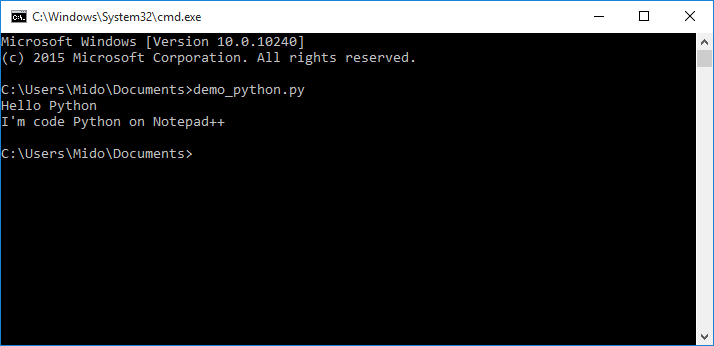 C:\Windows\System32\cmd.exe
Microsoft Windows [Version 10.0.10240]
(c) 2015 Microsoft Corporation. All rights reserved.
C:\Users\Mido\Documents>demo_python.py
Hello Python
I'm code Python on Notepad++
C:\Users\Mido\Documents>